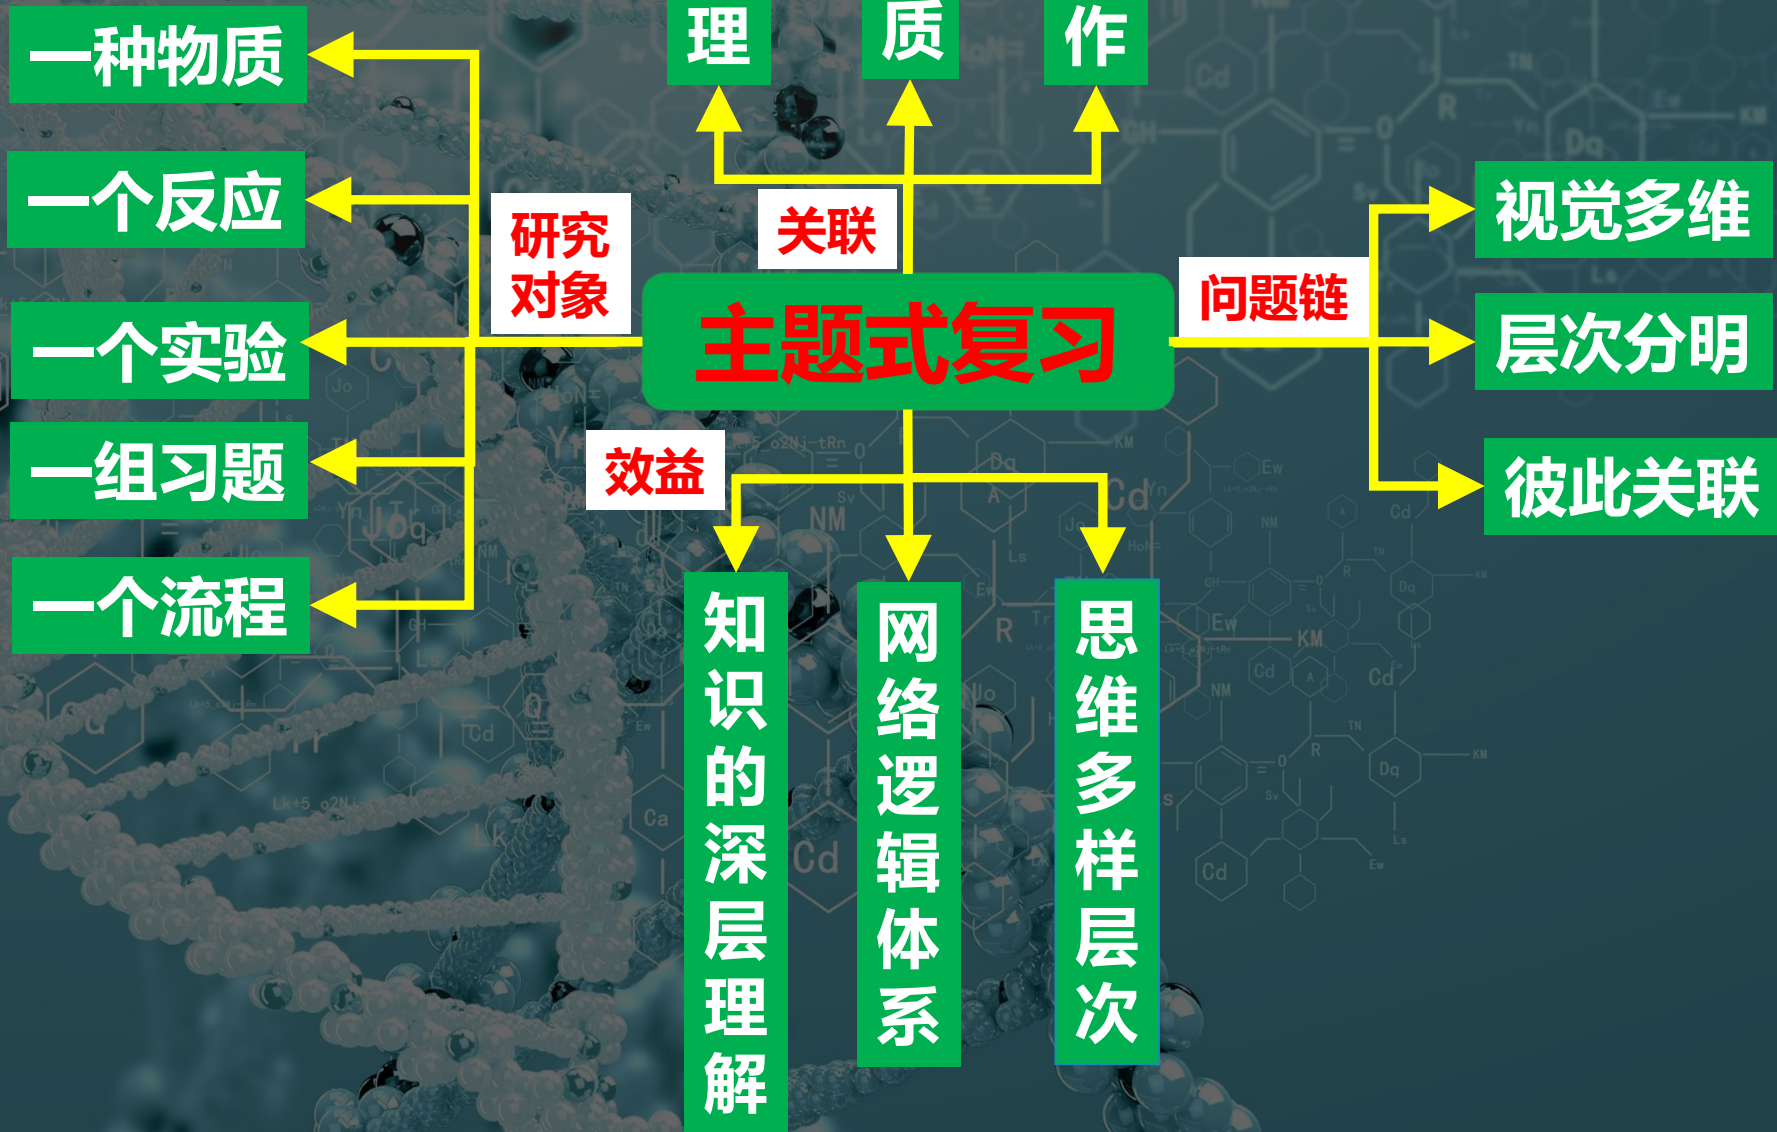 一种物质
一个反应
一个实验
一组习题
一个流程
研究
对象
理
质
作
关联
主题式复习
问题链
视觉多维
层次分明
彼此关联
效益
知识的深层理解
网络逻辑体系
思维多样层次